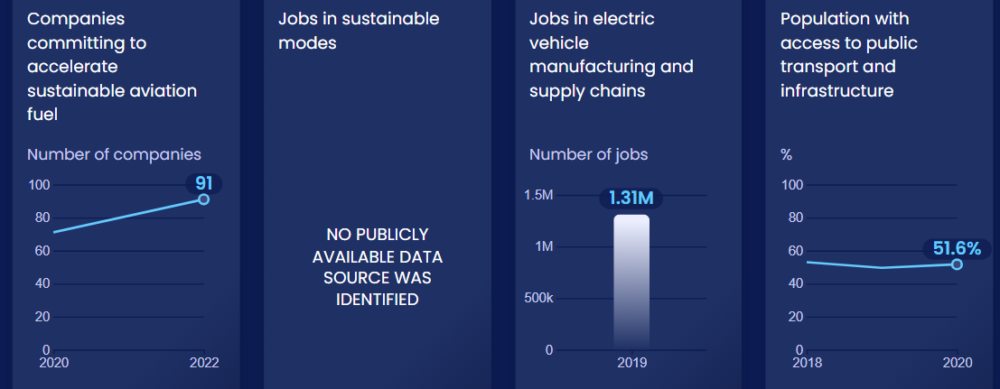 Companies
committing to
accelerate
sustainable aviation
fuel
Number of companies
100
80
60
40
20
0
91
2020
2022
Jobs in sustainable
modes
NO PUBLICLY
AVAILABLE DATA
SOURCE WAS
IDENTIFIED
Jobs in electric
vehicle
manufacturing and
supply chains
Number of jobs
1.5M
1M
500k
0
1.31M
2019
Population with
access to public
transport and
infrastructure
%
100
80
60
40
20
0
51.6%
2018
2020